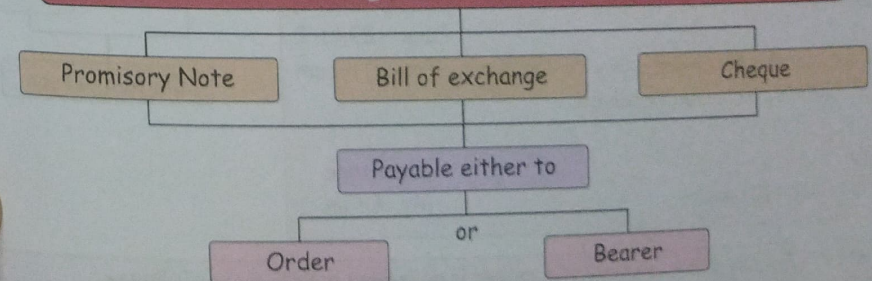 Promisory Note
Bill of exchange
Cheque
Payable either to
or
Order
Bearer